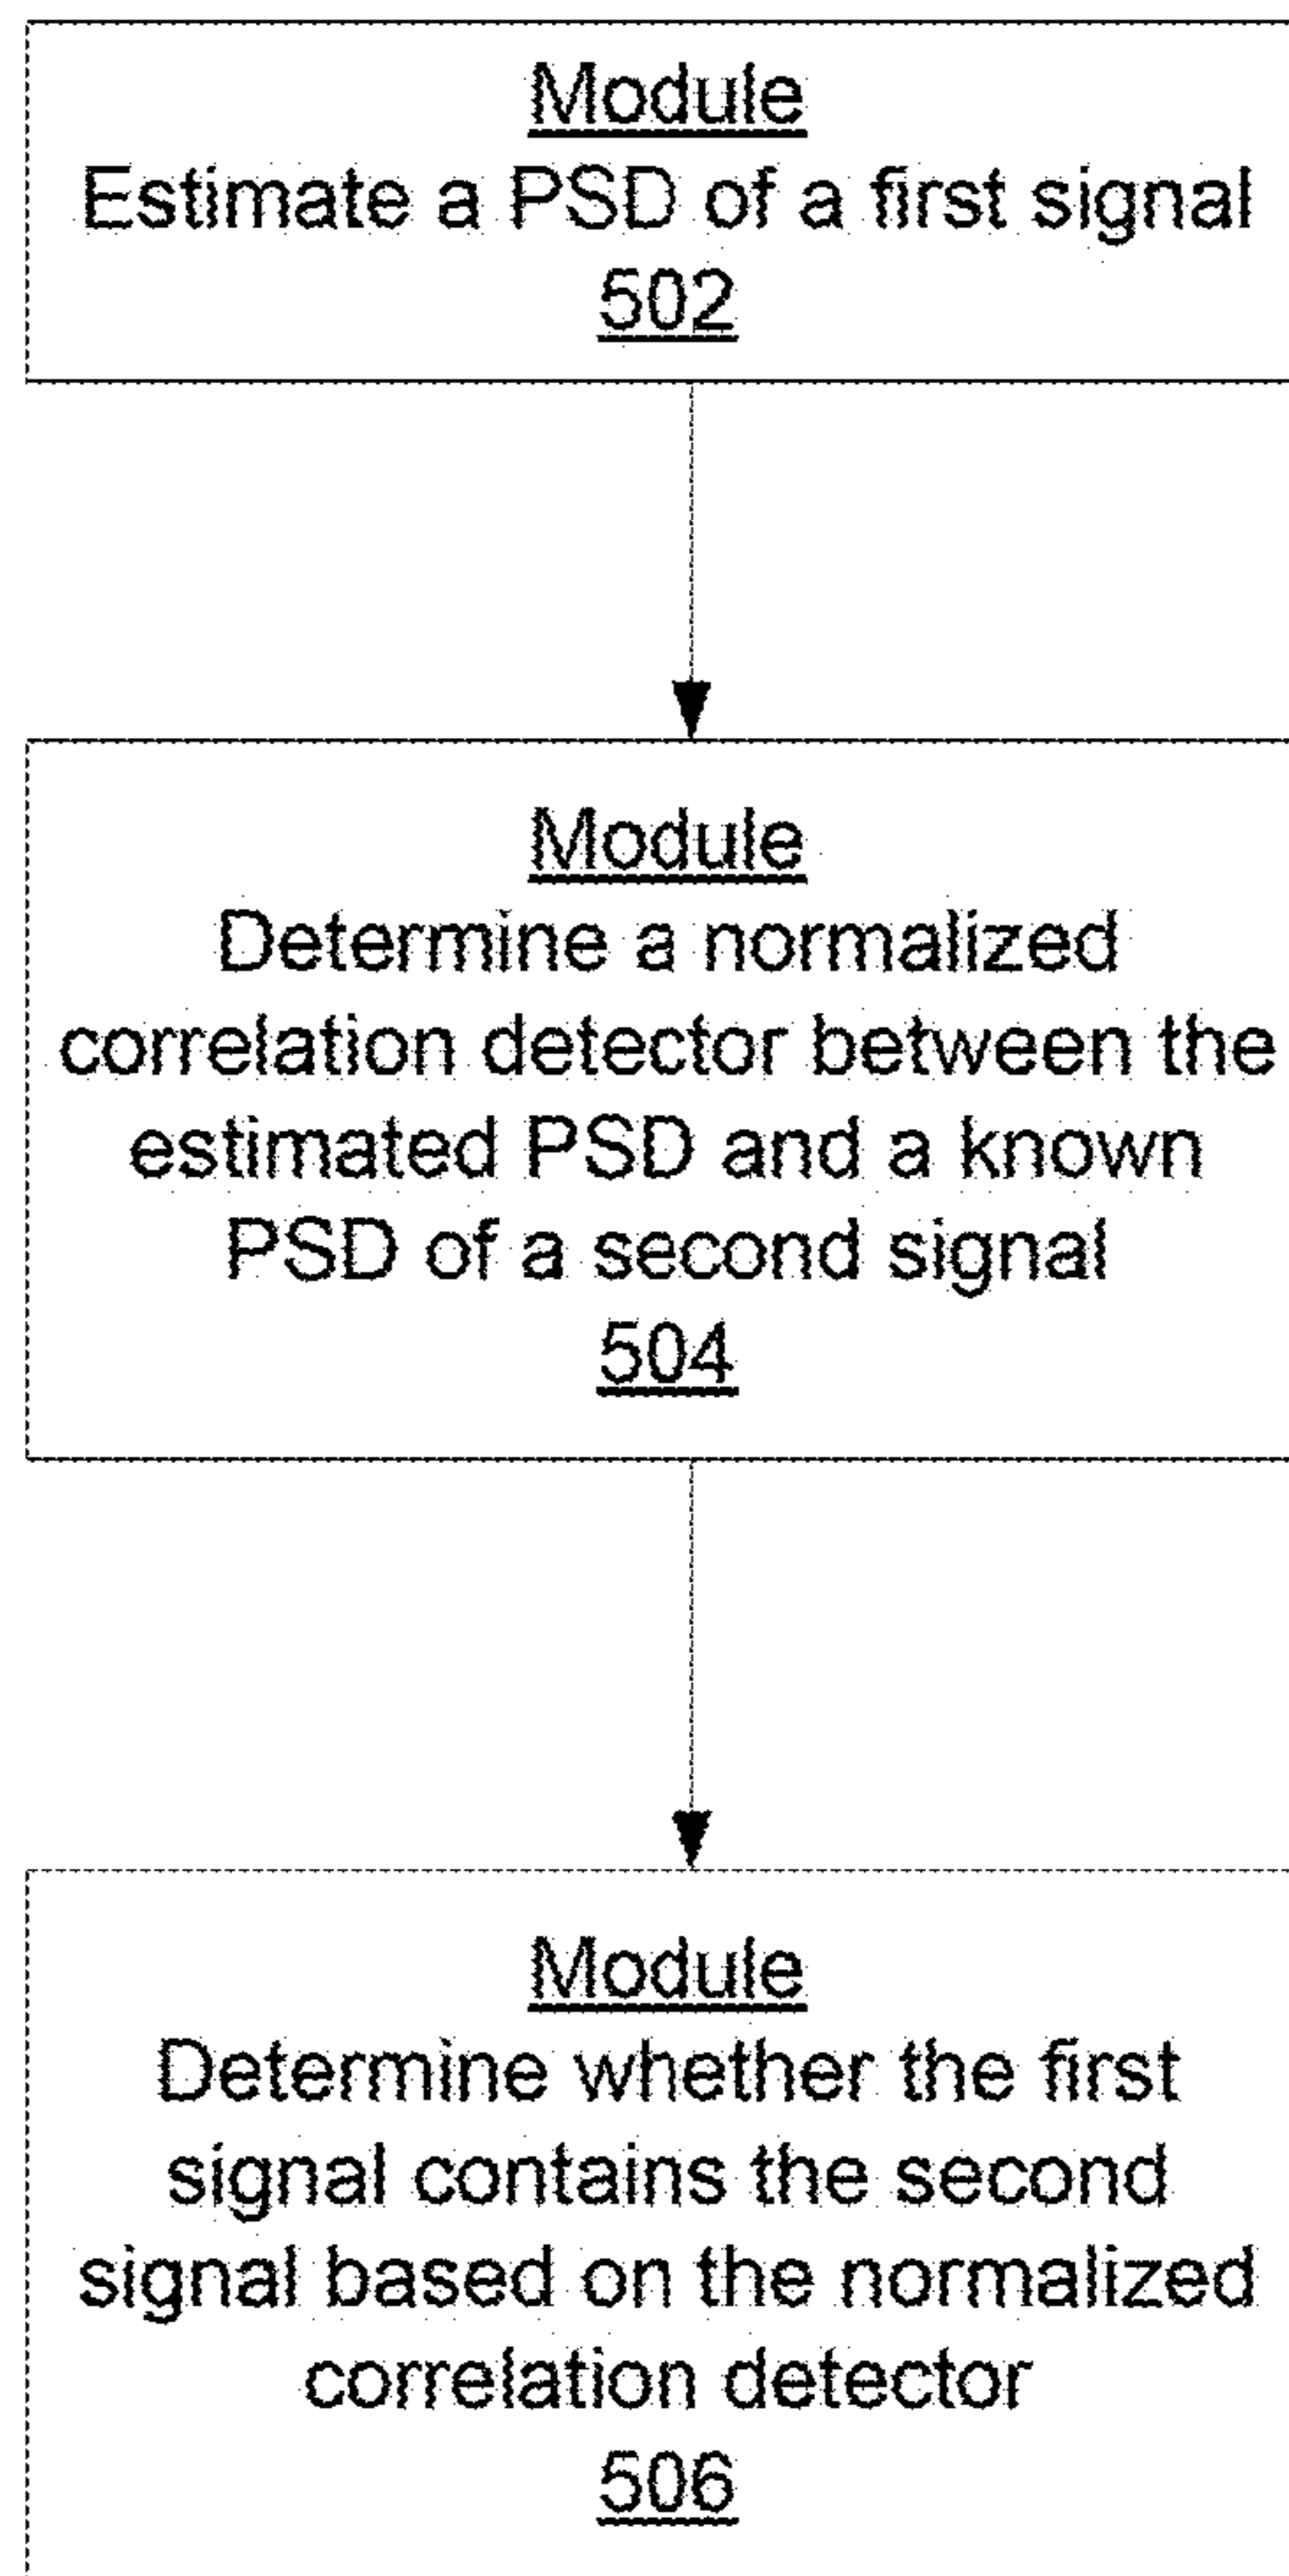 Module
Estimate a PSD of a first signal
502
Module
Determine a normalized
correlation detector between the
estimated PSD and a known
PSD of a second signal
504
Module
Determine whether the first
signal contains the second
signal based on the normalized
correlation detector
506